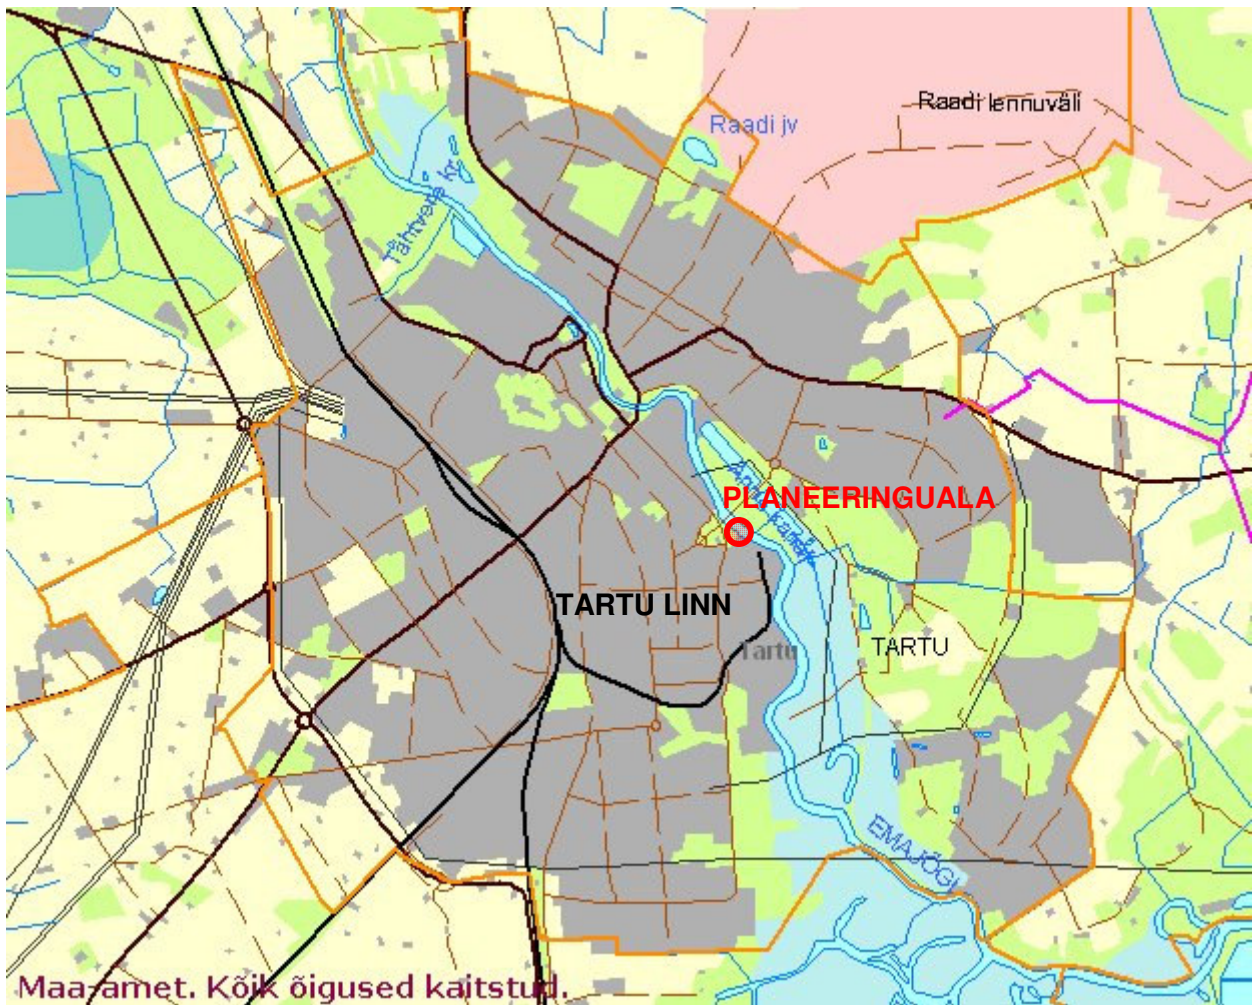 Raadi lennuväli
Raadi jv
Tähtvere kr
PLANEERINGUALA
TARTU LINN
Tartu
TARTU
EMAJÕGI
Maa-amet. Kõik õigused kaitstud.